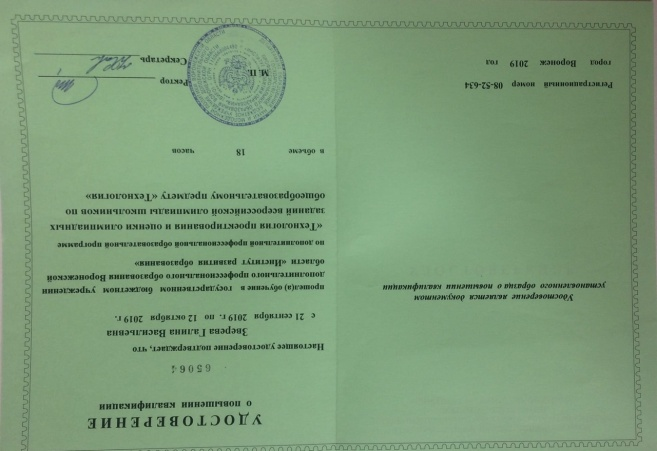 УДОСТОВЕРЕНИЕ
о повышении квалификации
65064
Настоящее удостоверение подтверждает, что
Зверева Галина Васильевна
с 21 сентября 2019 г. по 12 октября 2019 г.
прошел(а) обучение в государственном бюджетном учреждении
дополнительного профессионального образования Воронежской
области «Институт развития образования»
по дополнительной профессиональной образовательной программе
«Технология проектирования и оценки олимпиадных
заданий всероссийской олимпиады школьников по
общеобразовательному предмету «Технология»
в объеме 18 часов
М.П.
Ректор
Секретарь
Удостоверение является документом
установленного образца о повышении квалификации
Регистрационный номер 08-52-634
город Воронеж 2019 год